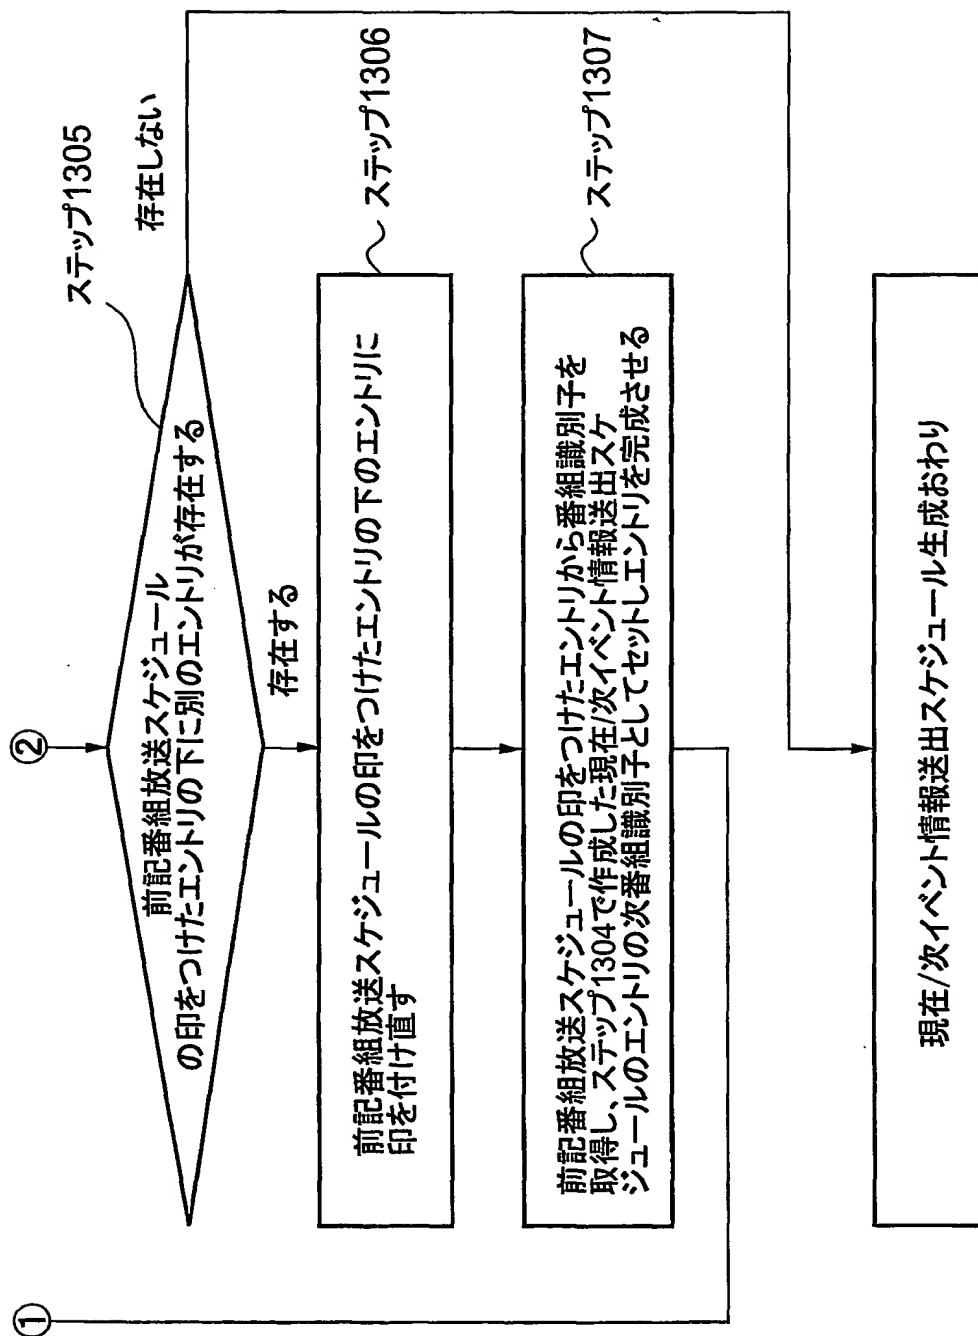 ①
②
ステップ1305
前記番組放送スケジュール
の印をつけたエントリの下に別のエントリが存在する
存在しない
存在する
ステップ1306
前記番組放送スケジュールの印をつけたエントリの下のエントリに
印を付け直す
ステップ1307
前記番組放送スケジュールの印をつけたエントリから番組識別子を
取得し、ステップ1304で作成した現在/次イベント情報送出スケ
ジュールのエントリの次番組識別子としてセットしエントリを完成させる
現在/次イベント情報送出スケジュール生成おわり